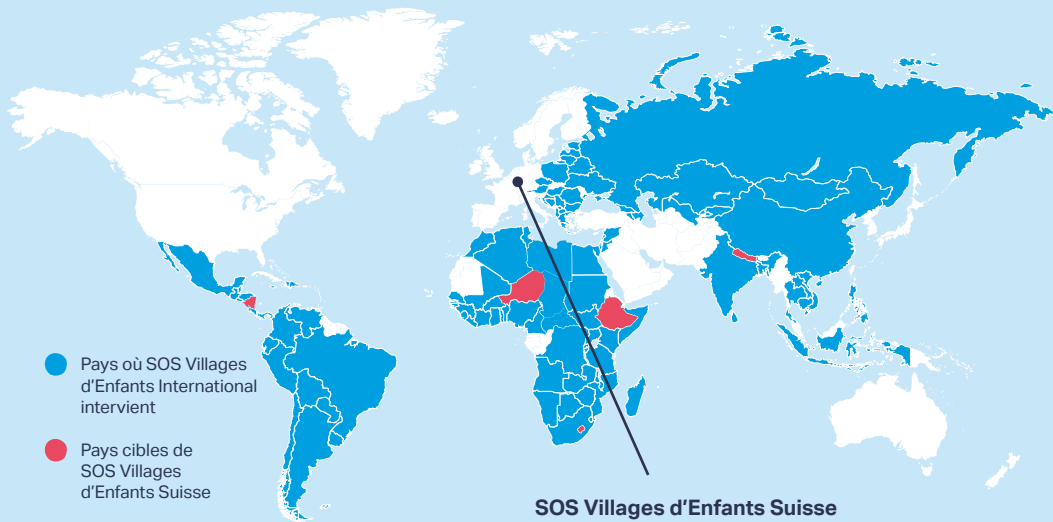 Pays où SOS Villages
d'Enfants International
intervient
Pays cibles de
SOS Villages
d'Enfants Suisse
SOS Villages d'Enfants Suisse